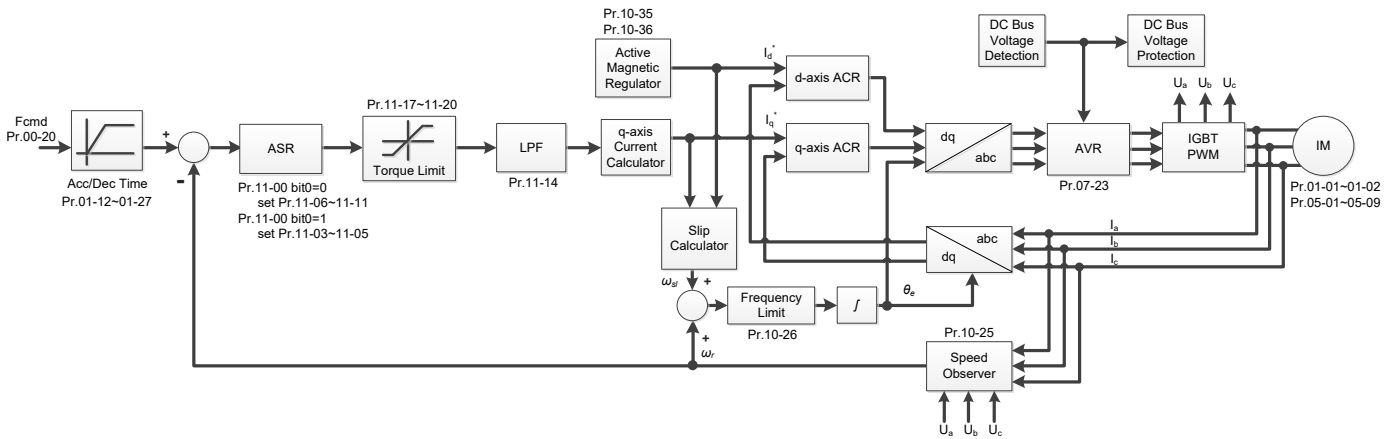 Pr.10-35
Pr.10-36
Active
Magnetic
Regulator
DC Bus
Voltage
Detection
DC Bus
Voltage
Protection
Id*
d-axis ACR
Ua Ub Uc
Fcmd
Pr.00-20
Acc/Dec Time
Pr.01-12~01-27
+
-
ASR
Pr.11-00 bit0=0
set Pr.11-06~11-11
Pr.11-00 bit0=1
set Pr.11-03~11-05
Pr.11-17~11-20
Torque Limit
LPF
Pr.11-14
q-axis
Current
Calculator
Iq*
q-axis ACR
dq
abc
AVR
Pr.07-23
IGBT
PWM
IM
Pr.01-01~01-02
Pr.05-01~05-09
Slip
Calculator
abc
dq
Ia
Ib
Ic
ωsl
+
+
ωr
Frequency
Limit
Pr.10-26
∫
θe
Pr.10-25
Speed
Observer
Ua Ub Uc